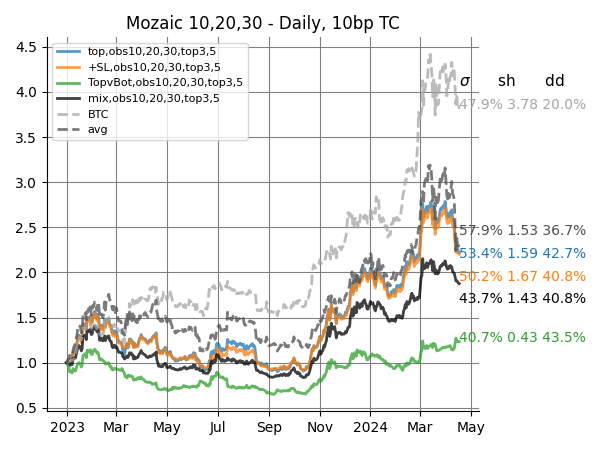 Mozaic 10,20,30 - Daily, 10bp TC
top,obs10,20,30,top3,5
+SL,obs10,20,30,top3,5
TopvBot,obs10,20,30,top3,5
mix,obs10,20,30,top3,5
BTC
avg
σ sh dd
47.9% 3.78 20.0%
57.9% 1.53 36.7%
53.4% 1.59 42.7%
50.2% 1.67 40.8%
43.7% 1.43 40.8%
40.7% 0.43 43.5%
4.5
4.0
3.5
3.0
2.5
2.0
1.5
1.0
0.5
2023 Mar May Jul Sep Nov 2024 Mar May